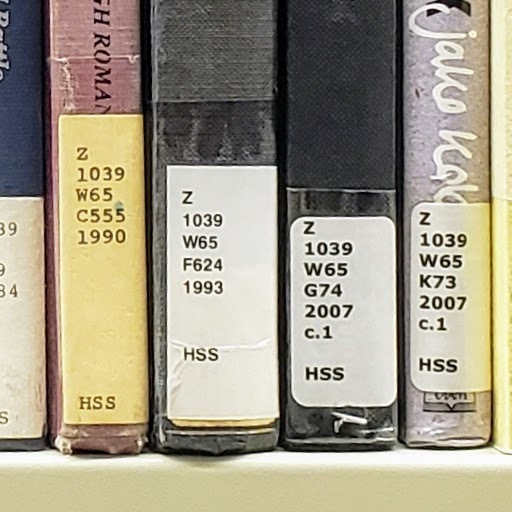 GH ROMAN
Z
1039
W65
C555
1990
HSS
Z
1039
W65
F624
1993
HSS
Z
1039
W65
G74
2007
c.1
HSS
jako
Z
1039
W65
K73
2007
c.1
HSS